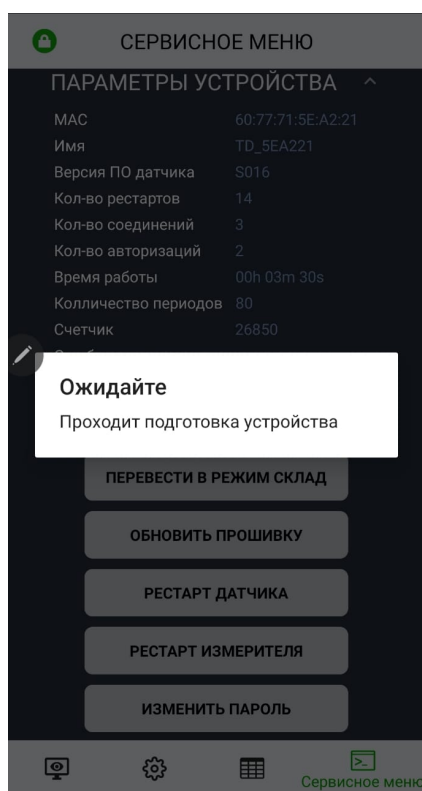 СЕРВИСНОЕ МЕНЮ
ПАРАМЕТРЫ УСТРОЙСТВА
MAC 60:77:71:5E:A2:21
Имя TD_5EA221
Версия ПО датчика S016
Кол-во рестартов 14
Кол-во соединений 3
Кол-во авторизаций 2
Время работы 00h 03m 30s
Колличество периодов 80
Счетчик 26850
Ожидайте
Проходит подготовка устройства
ПЕРЕВЕСТИ В РЕЖИМ СКЛАД
ОБНОВИТЬ ПРОШИВКУ
РЕСТАРТ ДАТЧИКА
РЕСТАРТ ИЗМЕРИТЕЛЯ
ИЗМЕНИТЬ ПАРОЛЬ
Сервисное меню